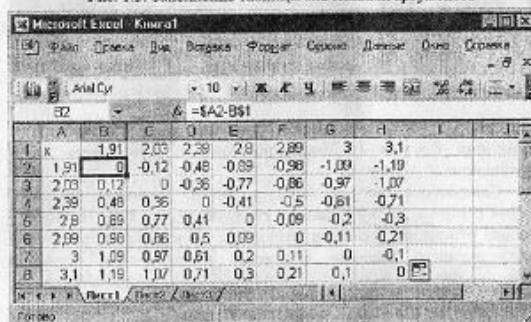 Microsoft Excel - Книга1
Файл Правка Вид Вставка Формат Сервис Данные Окно Справка
Arial Cyr 10 Ж К Ч
B2 =$A2-B$1
A B C D E F G H I J
1 x 1,91 2,03 2,39 2,8 2,89 3 3,1
2 1,91 0 -0,12 -0,48 -0,89 -0,98 -1,09 -1,19
3 2,03 0,12 0 -0,36 -0,77 -0,86 -0,97 -1,07
4 2,39 0,48 0,36 0 -0,41 -0,5 -0,61 -0,71
5 2,8 0,89 0,77 0,41 0 -0,09 -0,2 -0,3
6 2,89 0,98 0,86 0,5 0,09 0 -0,11 -0,21
7 3 1,09 0,97 0,61 0,2 0,11 0 -0,1
8 3,1 1,19 1,07 0,71 0,3 0,21 0,1 0
Лист1 Лист2 Лист3
Готово